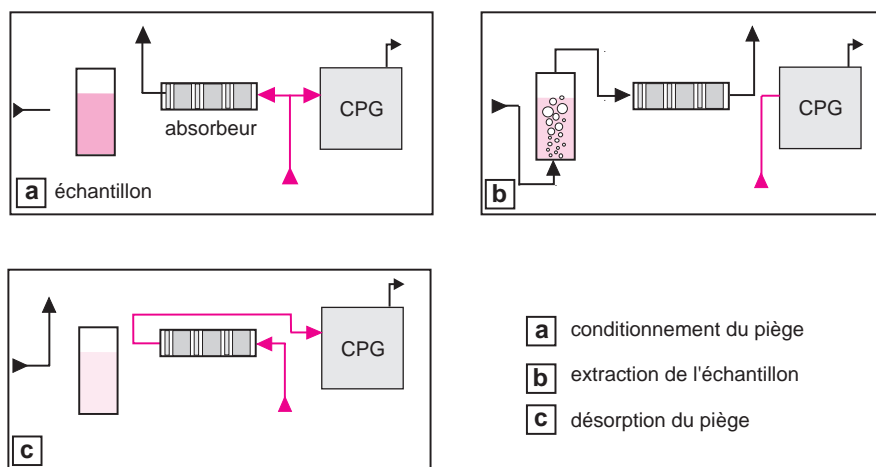 absorbeur
CPG
a échantillon
CPG
b
CPG
c
a conditionnement du piège
b extraction de l'échantillon
c désorption du piège